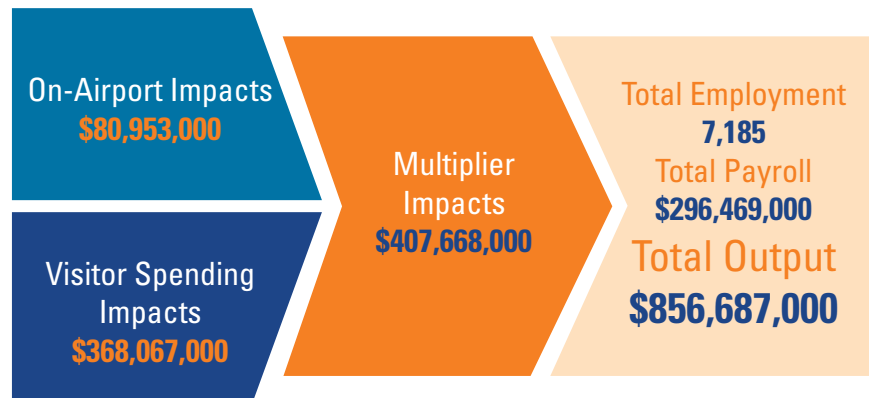 On-Airport Impacts
$80,953,000
Visitor Spending
Impacts
$368,067,000
Multiplier
Impacts
$407,668,000
Total Employment
7,185
Total Payroll
$296,469,000
Total Output
$856,687,000